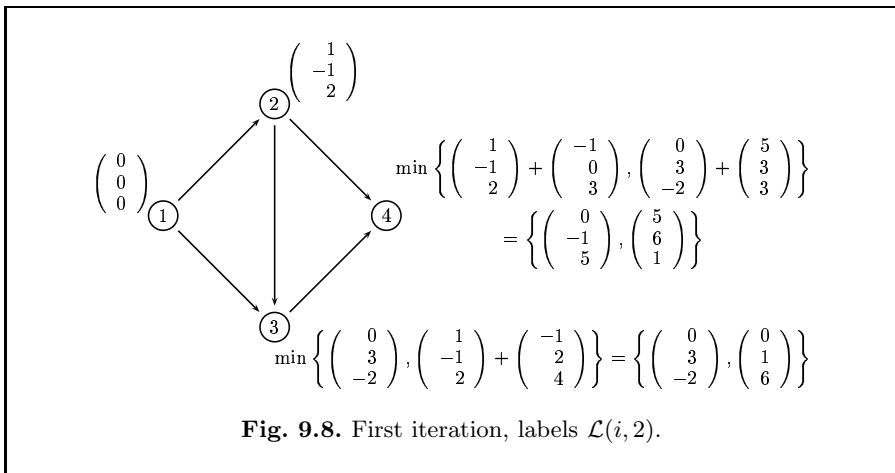 ( 1 −1 2 )
2
( 0 0 0 )
1
min { ( 1 −1 2 ) + ( −1 0 3 ) , ( 0 3 −2 ) + ( 5 3 3 ) }
4
= { ( 0 −1 5 ) , ( 5 6 1 ) }
3
min { ( 0 3 −2 ) , ( 1 −1 2 ) + ( −1 2 4 ) } = { ( 0 3 −2 ) , ( 0 1 6 ) }
Fig. 9.8. First iteration, labels ℒ(i, 2).